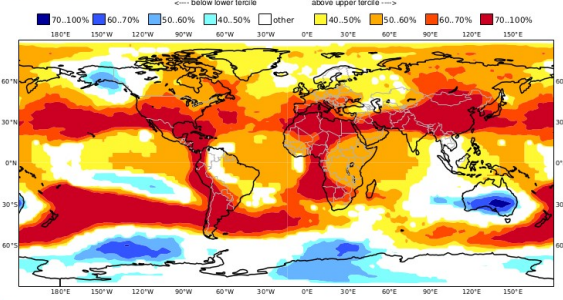 <---- below lower tercile above upper tercile ---->
70..100% 60..70% 50..60% 40..50% other 40..50% 50..60% 60..70% 70..100%
180°E 150°W 120°W 90°W 60°W 30°W 0°E 30°E 60°E 90°E 120°E 150°E
60°N 60
30°N 30
0°N 0°
30°S 30
60°S 60
180°E 150°W 120°W 90°W 60°W 30°W 0°E 30°E 60°E 90°E 120°E 150°E